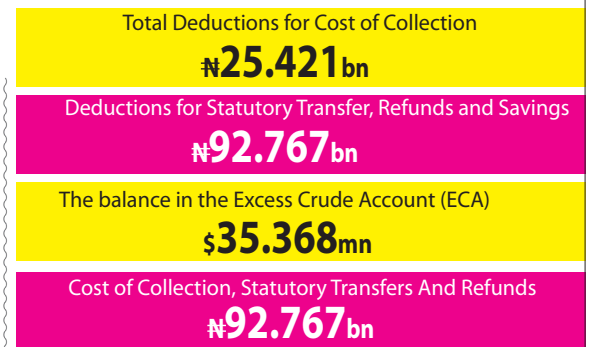 Total Deductions for Cost of Collection
₦25.421bn
Deductions for Statutory Transfer, Refunds and Savings
₦92.767bn
The balance in the Excess Crude Account (ECA)
$35.368mn
Cost of Collection, Statutory Transfers And Refunds
₦92.767bn